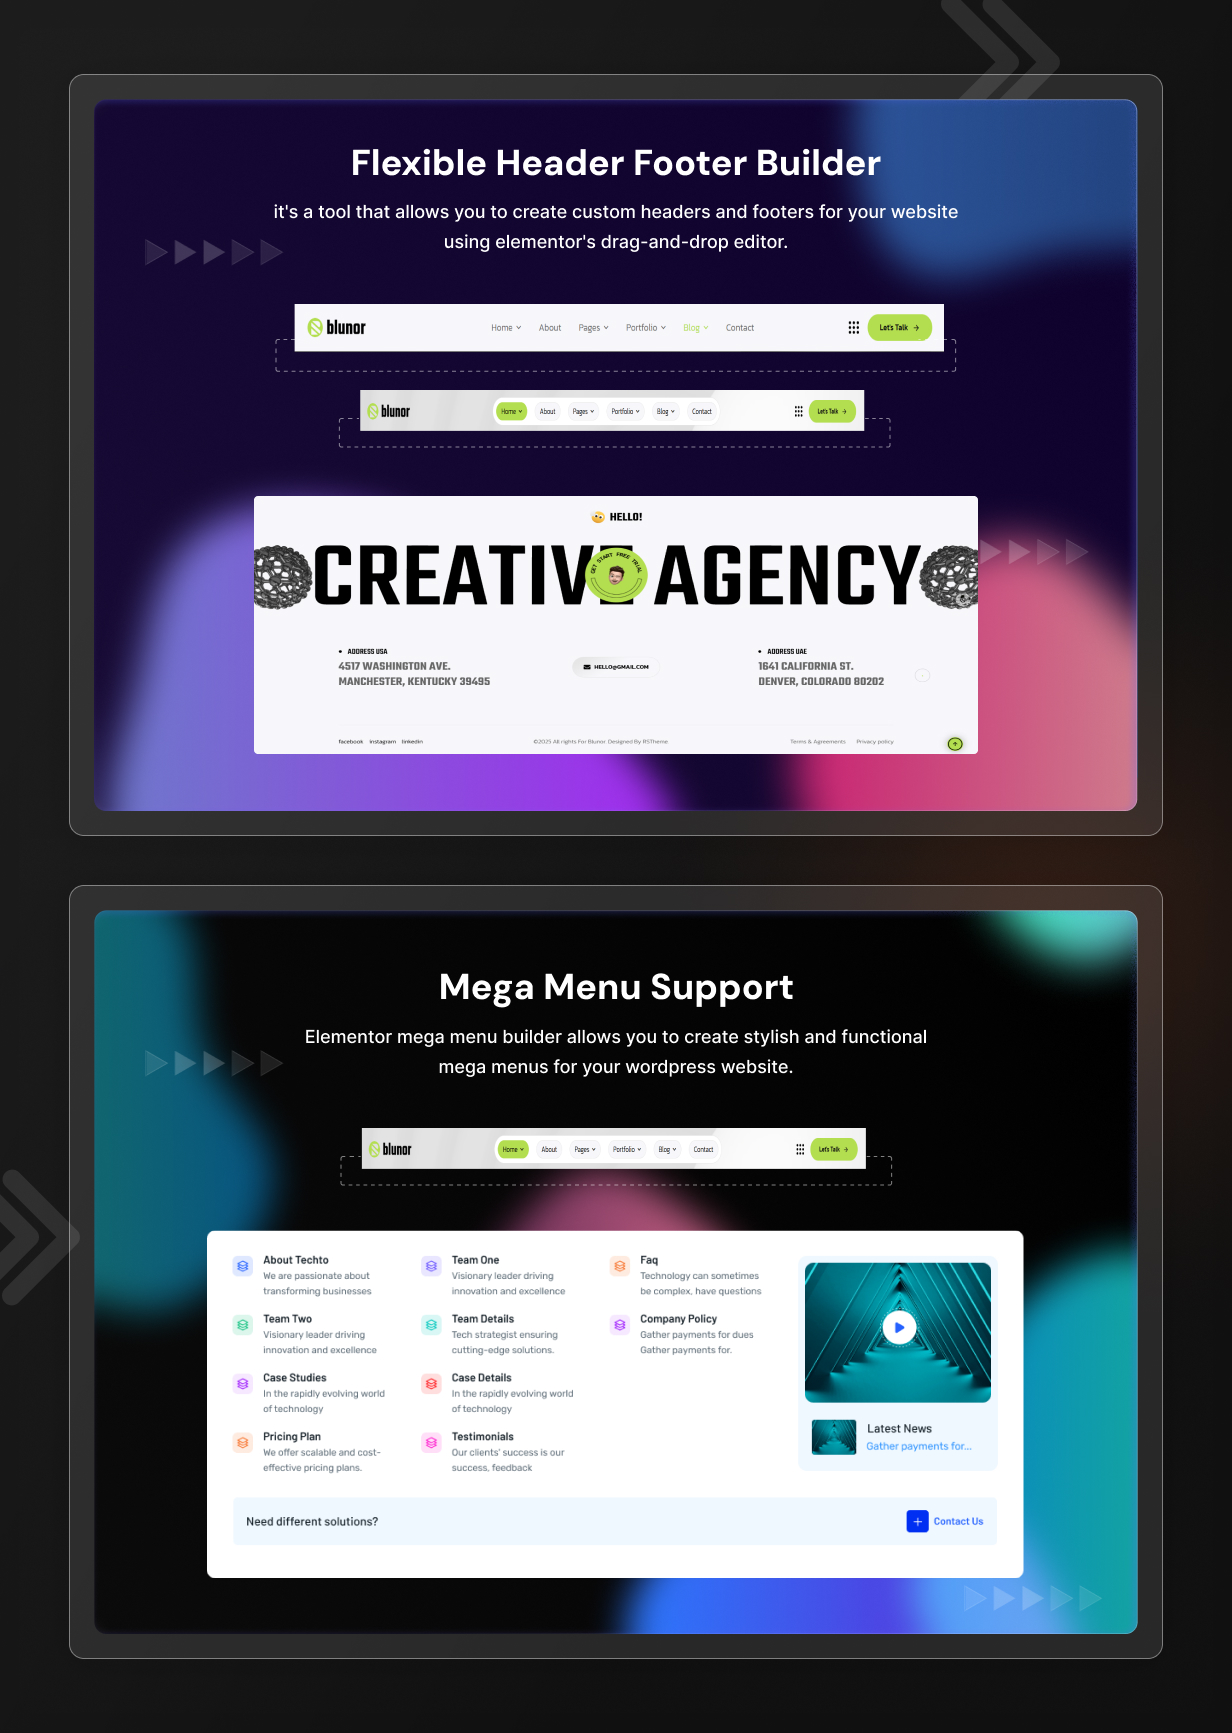 Flexible Header Footer Builder
it's a tool that allows you to create custom headers and footers for your website
using elementor's drag-and-drop editor.
blunor Home About Pages Portfolio Blog Contact Let's Talk
blunor Home About Pages Portfolio Blog Contact Let's Talk
HELLO!
CREATIVE AGENCY
GET START FREE TRIAL
ADDRESS USA
4517 WASHINGTON AVE.
MANCHESTER, KENTUCKY 39495
HELLO@GMAIL.COM
ADDRESS UAE
1641 CALIFORNIA ST.
DENVER, COLORADO 80202
facebook instagram linkedin ©2025 All rights For Blunor. Designed By RSTheme Terms & Agreements Privacy policy
Mega Menu Support
Elementor mega menu builder allows you to create stylish and functional
mega menus for your wordpress website.
blunor Home About Pages Portfolio Blog Contact Let's Talk
About Techto
We are passionate about
transforming businesses
Team One
Visionary leader driving
innovation and excellence
Faq
Technology can sometimes
be complex, have questions
Team Two
Visionary leader driving
innovation and excellence
Team Details
Tech strategist ensuring
cutting-edge solutions.
Company Policy
Gather payments for dues
Gather payments for.
Case Studies
In the rapidly evolving world
of technology
Case Details
In the rapidly evolving world
of technology
Pricing Plan
We offer scalable and cost-
effective pricing plans.
Testimonials
Our clients' success is our
success, feedback
Latest News
Gather payments for...
Need different solutions?
Contact Us